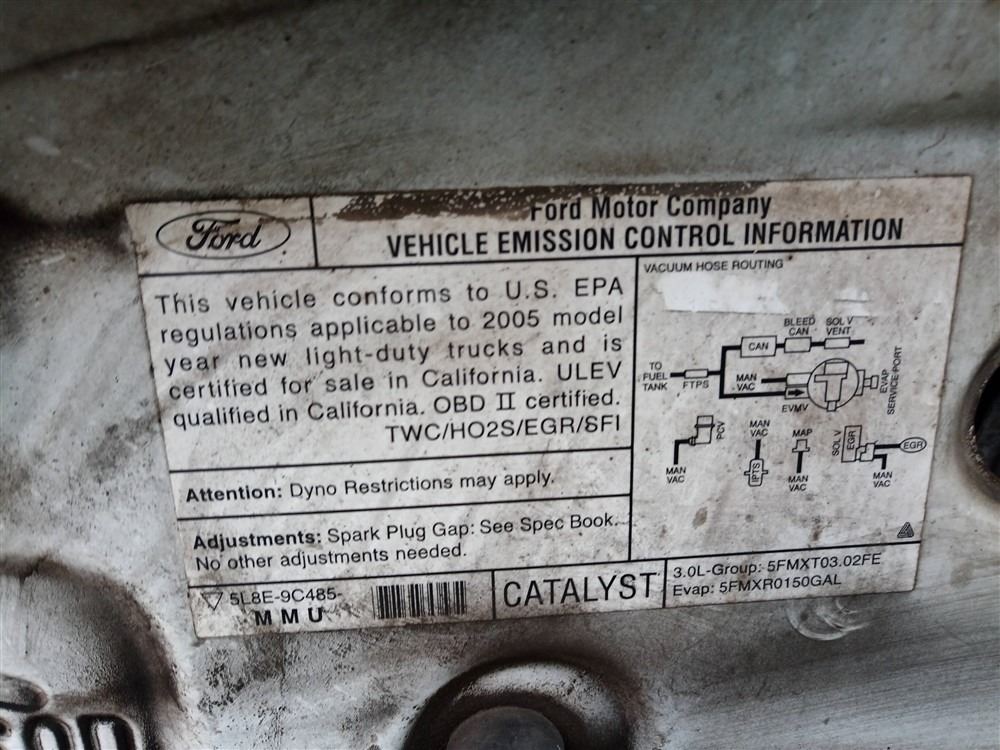 Ford
Ford Motor Company
VEHICLE EMISSION CONTROL INFORMATION
This vehicle conforms to U.S. EPA
regulations applicable to 2005 model
year new light-duty trucks and is
certified for sale in California. ULEV
qualified in California. OBD II certified.
TWC/HO2S/EGR/SFI
Attention: Dyno Restrictions may apply.
Adjustments: Spark Plug Gap: See Spec Book.
No other adjustments needed.
5L8E-9C485-
MMU
CATALYST
3.0L-Group: 5FMXT03.02FE
Evap: 5FMXR0150GAL
VACUUM HOSE ROUTING
BLEED CAN
SOL V VENT
CAN
TO FUEL TANK
FTPS
MAN VAC
EVMV
EVAP SERVICE PORT
PCV
MAN VAC
MAN VAC
IPTS
MAP
MAN VAC
SOL V
EGR
EGR
MAN VAC